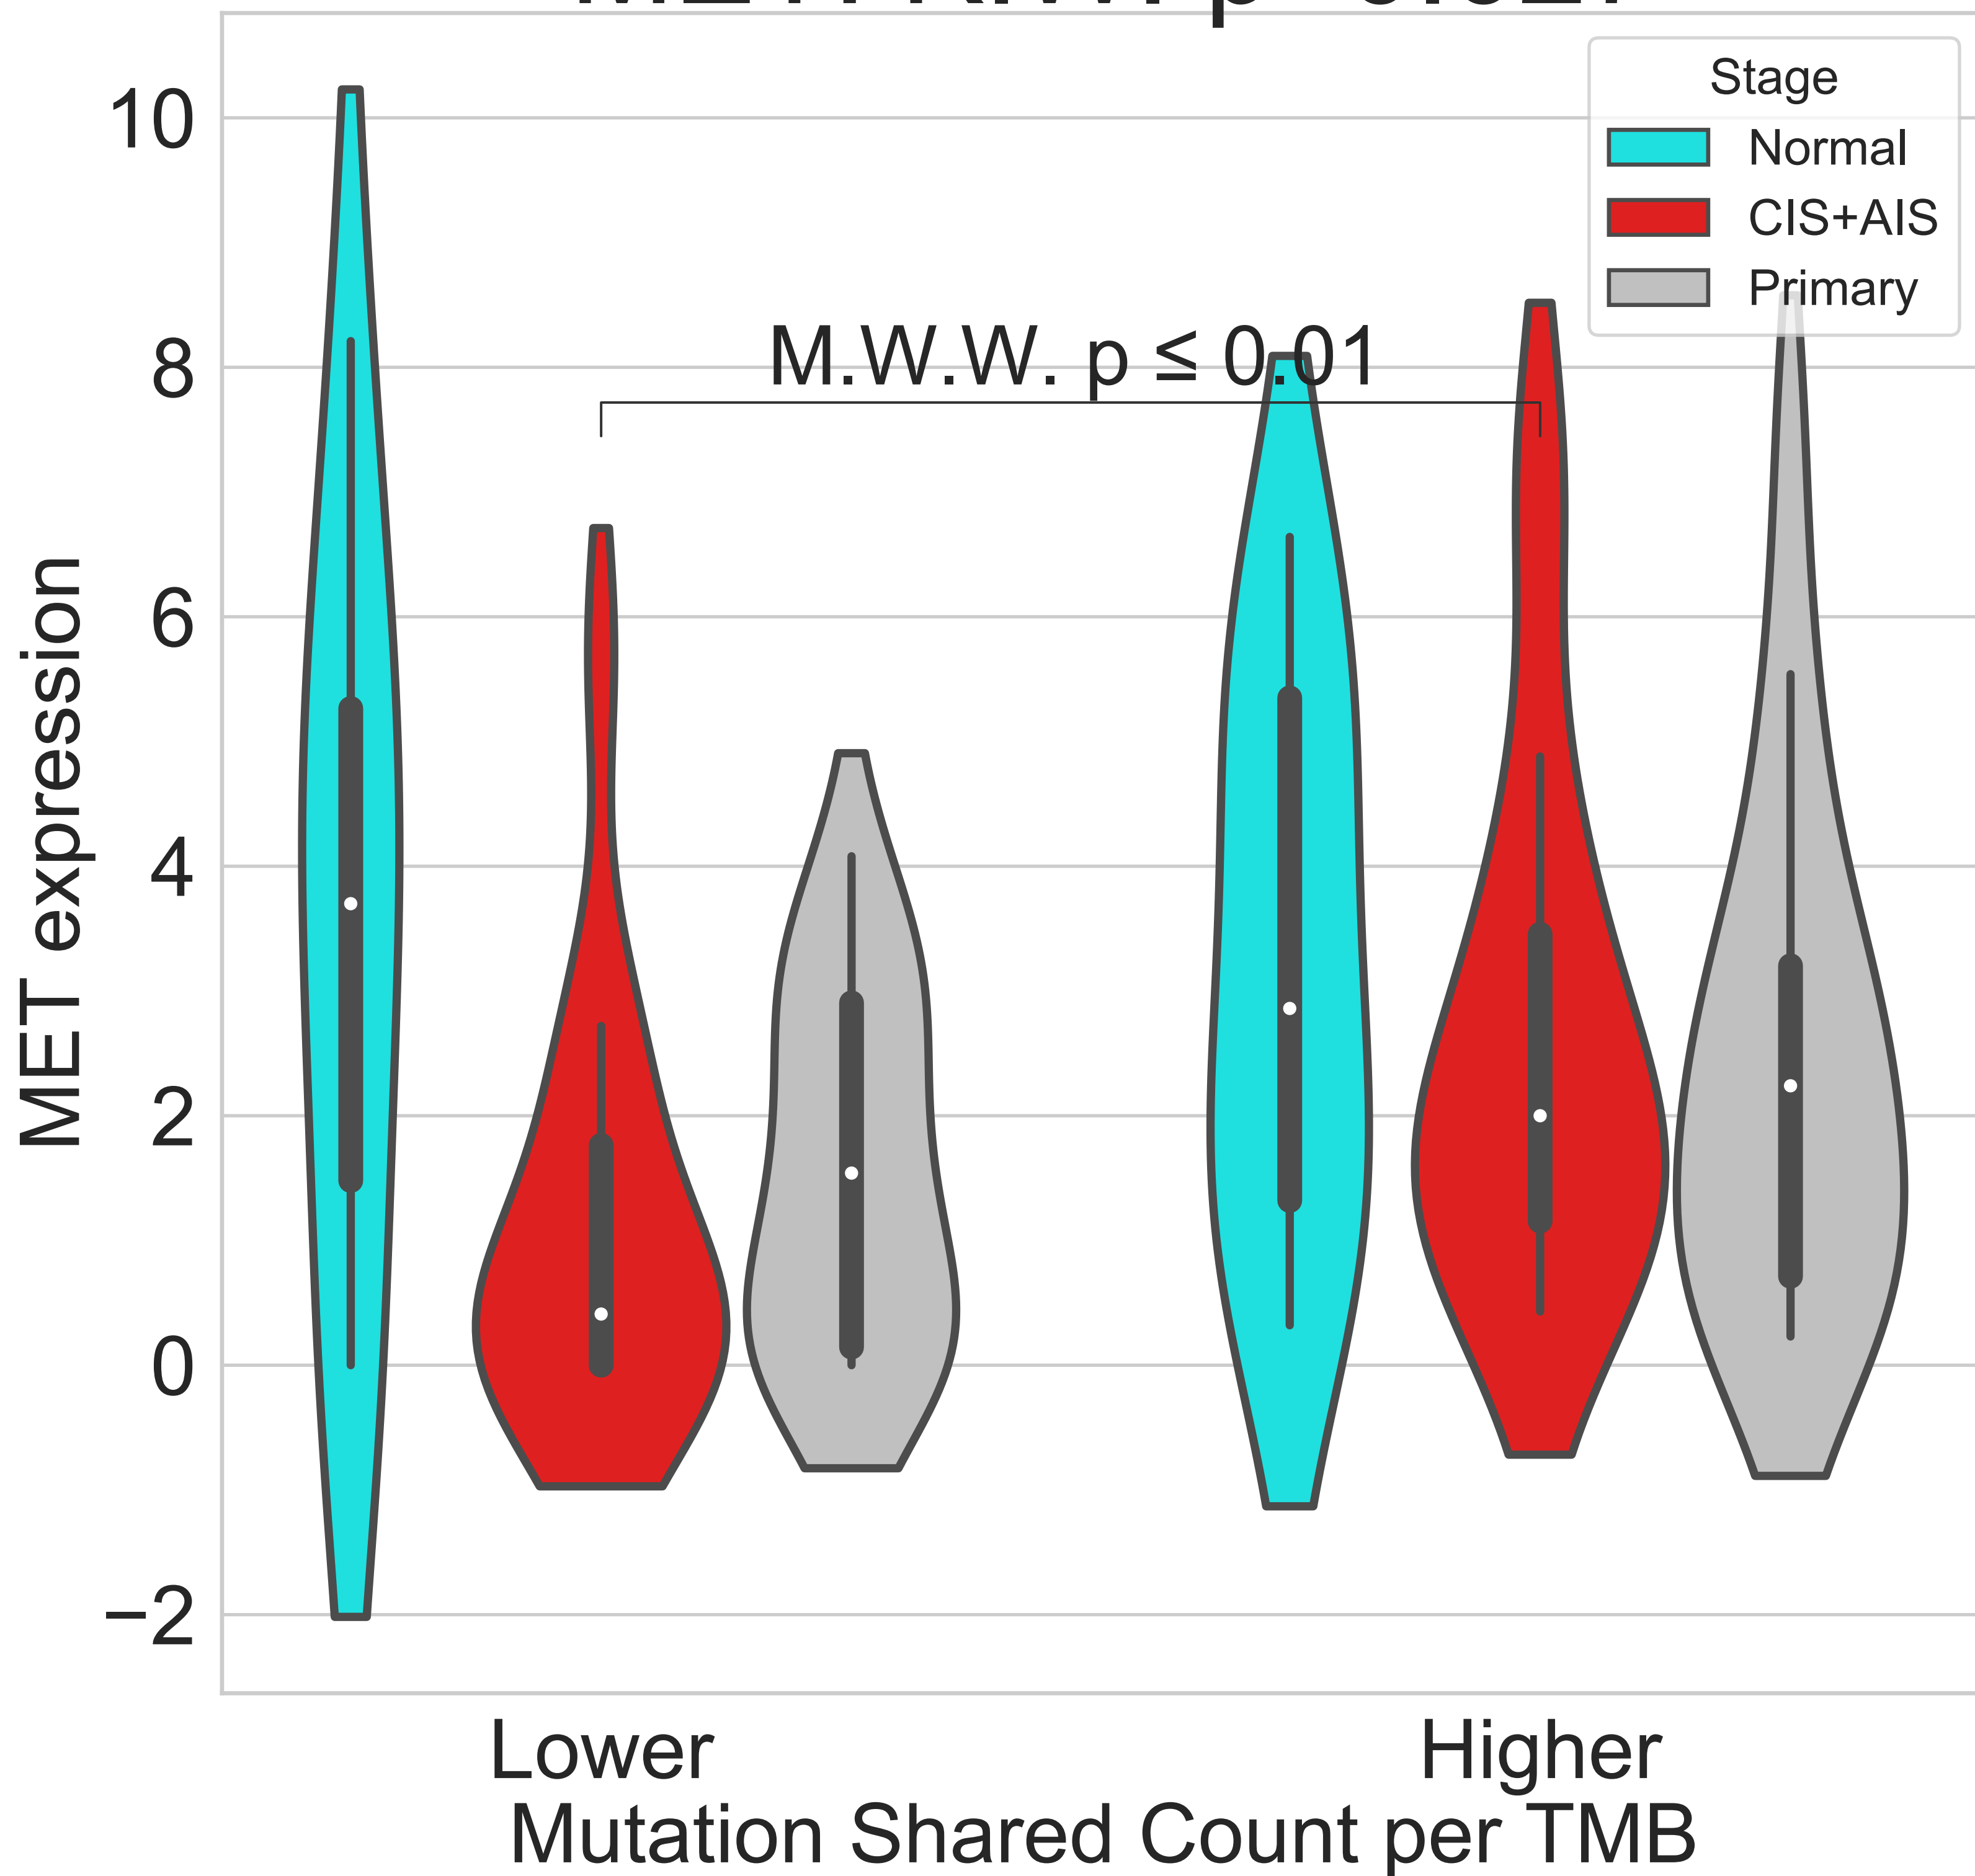 Stage
Normal
CIS+AIS
Primary
M.W.W. p ≤ 0.01
10
8
6
4
2
0
−2
MET expression
Lower
Higher
Mutation Shared Count per TMB